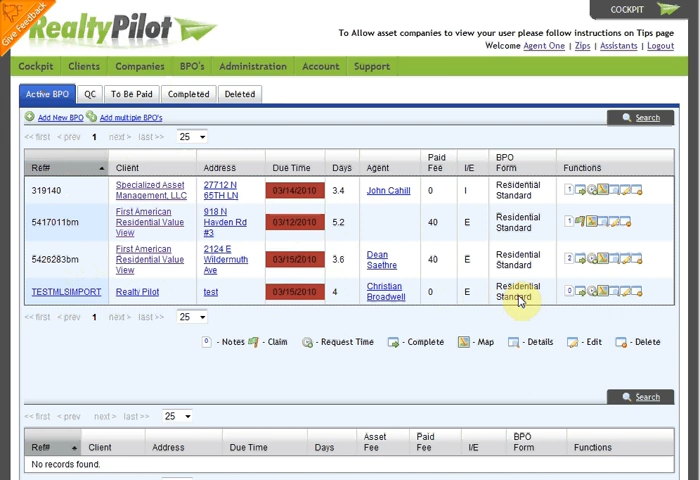 Give Feedback
RealtyPilot
COCKPIT
To Allow asset companies to view your user please follow instructions on Tips page
Welcome Agent One | Zips | Assistants | Logout
Cockpit Clients Companies BPO's Administration Account Support
Active BPO QC To Be Paid Completed Deleted
Add New BPO Add multiple BPO's Search
<< first < prev 1 next > last >> 25
Ref# Client Address Due Time Days Agent Paid Fee I/E BPO Form Functions
319140 Specialized Asset Management, LLC 27712 N 65TH LN 03/14/2010 3.4 John Cahill 0 I Residential Standard 1
5417011bm First American Residential Value View 918 N Hayden Rd #3 03/12/2010 5.2 40 E Residential Standard 1
5426283bm First American Residential Value View 2124 E Wildermuth Ave 03/15/2010 3.6 Dean Saethre 40 E Residential Standard 2
TESTMLSIMPORT Realty Pilot test 03/15/2010 4 Christian Broadwell 0 E Residential Standard 0
<< first < prev 1 next > last >> 25
0 - Notes - Claim - Request Time - Complete - Map - Details - Edit - Delete
Search
<< first < prev next > last >> 25
Ref# Client Address Due Time Days Asset Fee Paid Fee I/E BPO Form Functions
No records found.